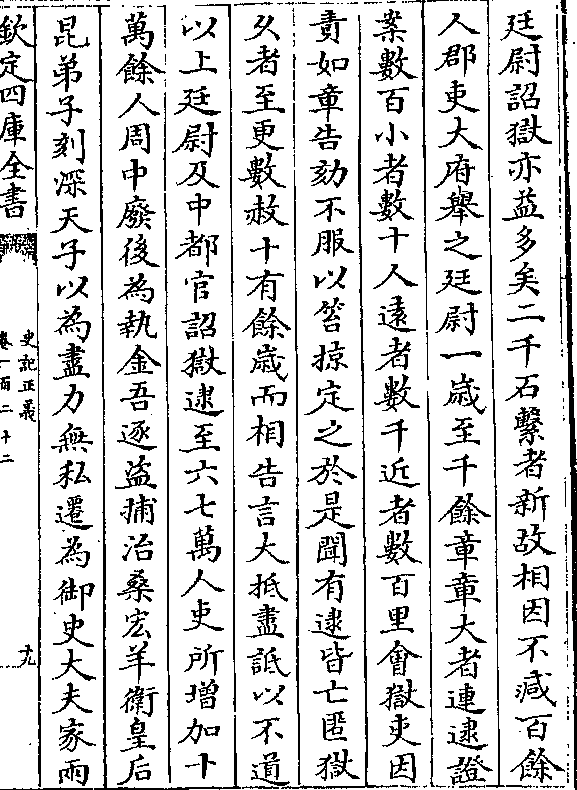 廷尉詔獄亦益多矣二千石繫者新故相因不減百餘
人郡吏大府舉之廷尉一歲至千餘章章大者連逮證
案數百小者數十人遠者數千近者數百里會獄吏因
責如章告劾不服以笞掠定之於是聞有逮皆亡匿獄
久者至更數赦十有餘歲而相告言大抵盡詆以不道
以上廷尉及中都官詔獄逮至六七萬人吏所增加十
萬餘人周中廢後為執金吾逐盜捕治桑宏羊衛皇后
昆弟子刻深天子以為盡力無私遷為御史大夫家兩
欽定四庫全書
史記正義
卷一百二十二
十九